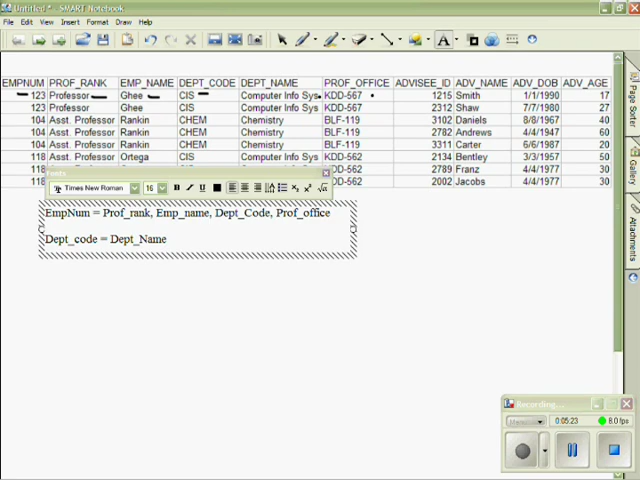 Untitled * - SMART Notebook
File Edit View Insert Format Draw Help
EMPNUM PROF_RANK EMP_NAME DEPT_CODE DEPT_NAME PROF_OFFICE ADVISEE_ID ADV_NAME ADV_DOB ADV_AGE
123 Professor Ghee CIS Computer Info Sys. KDD-567 1215 Smith 1/1/1990 17
123 Professor Ghee CIS Computer Info Sys KDD-567 2312 Shaw 7/7/1980 27
104 Asst. Professor Rankin CHEM Chemistry BLF-119 3102 Daniels 8/8/1967 40
104 Asst. Professor Rankin CHEM Chemistry BLF-119 2782 Andrews 4/4/1947 60
104 Asst. Professor Rankin CHEM Chemistry BLF-119 3311 Carter 6/6/1987 20
118 Asst. Professor Ortega CIS Computer Info Sys KDD-562 2134 Bentley 3/3/1957 50
118 KDD-562 2789 Franz 4/4/1977 30
118 KDD-562 2002 Jacobs 4/4/1977 30
Fonts
Times New Roman 16 B I U
EmpNum = Prof_rank, Emp_name, Dept_Code, Prof_office
Dept_code = Dept_Name
Page Sorter
Gallery
Attachments
Recording...
0:05:23 8.0 fps